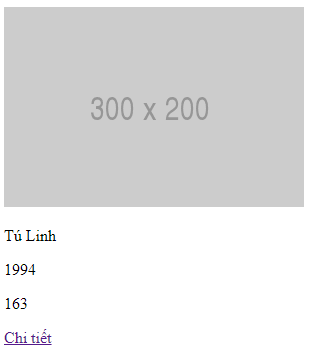 300 x 200
Tú Linh
1994
163
Chi tiết